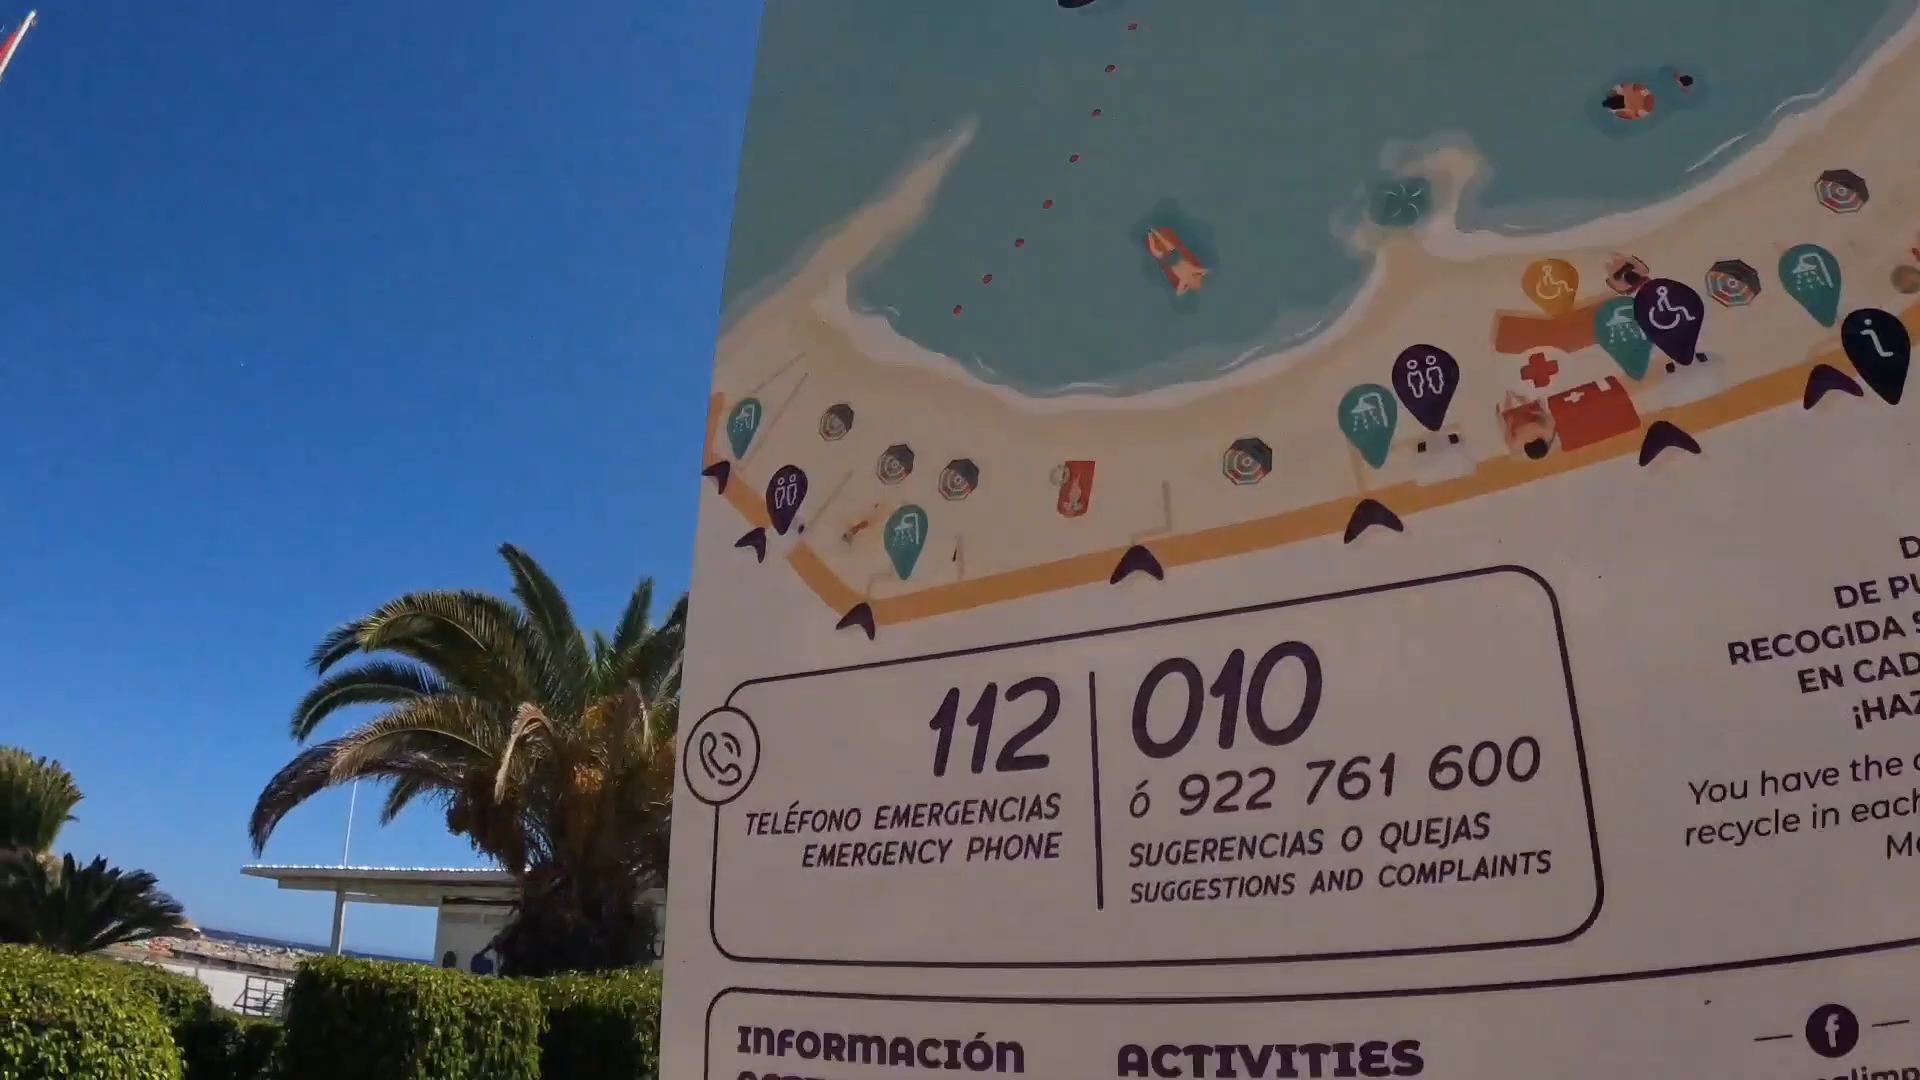 112
TELÉFONO EMERGENCIAS
EMERGENCY PHONE
010
ó 922 761 600
SUGERENCIAS O QUEJAS
SUGGESTIONS AND COMPLAINTS
DE
RECOGIDA
EN CAD
¡HAZ
You have the
recycle in each
INFORMACIÓN
ACTIVITIES